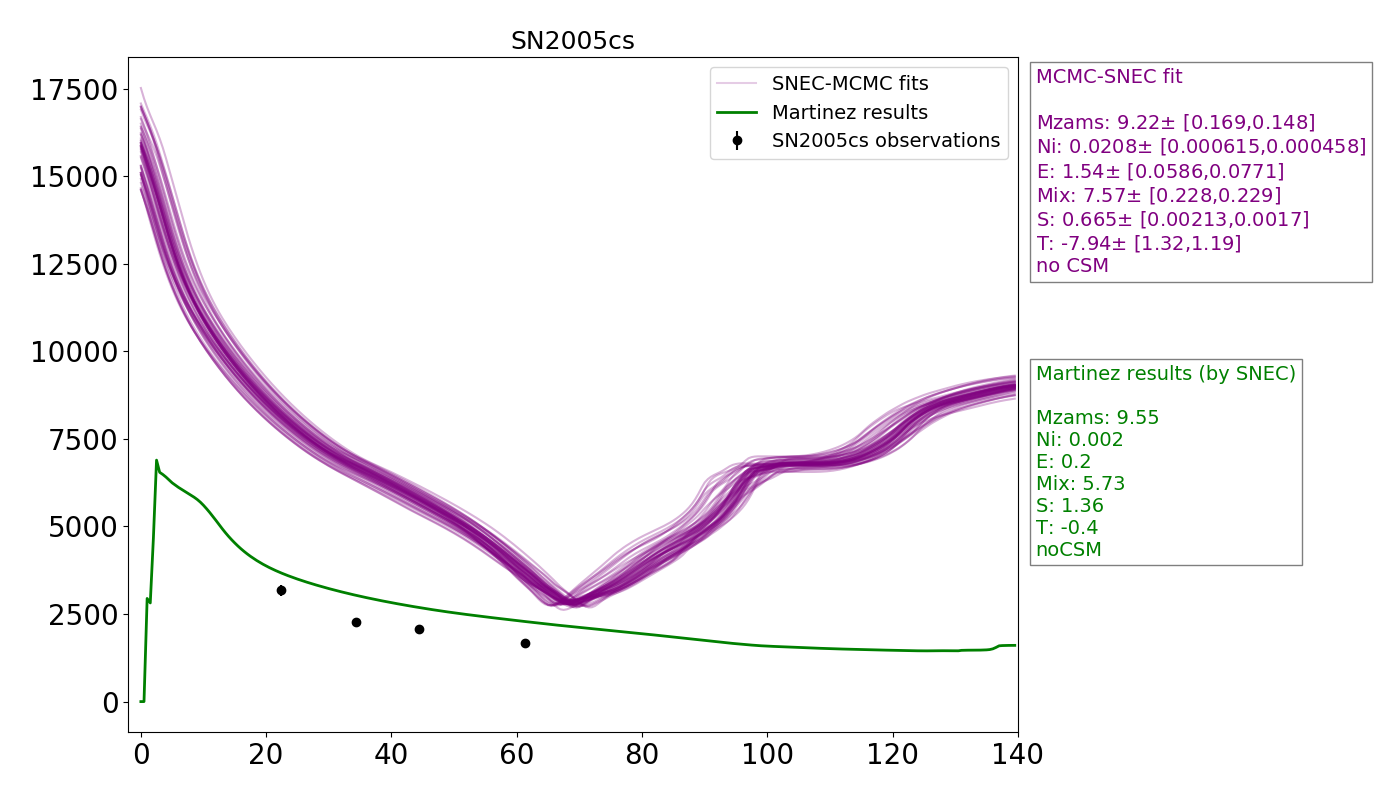 SN2005cs
17500
15000
12500
10000
7500
5000
2500
0
0 20 40 60 80 100 120 140
SNEC-MCMC fits
Martinez results
SN2005cs observations
MCMC-SNEC fit
Mzams: 9.22± [0.169,0.148]
Ni: 0.0208± [0.000615,0.000458]
E: 1.54± [0.0586,0.0771]
Mix: 7.57± [0.228,0.229]
S: 0.665± [0.00213,0.0017]
T: -7.94± [1.32,1.19]
no CSM
Martinez results (by SNEC)
Mzams: 9.55
Ni: 0.002
E: 0.2
Mix: 5.73
S: 1.36
T: -0.4
noCSM